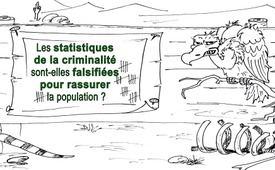 Les statistiques
de la criminalité
sont-elles falsifiées
pour rassurer
la population ?